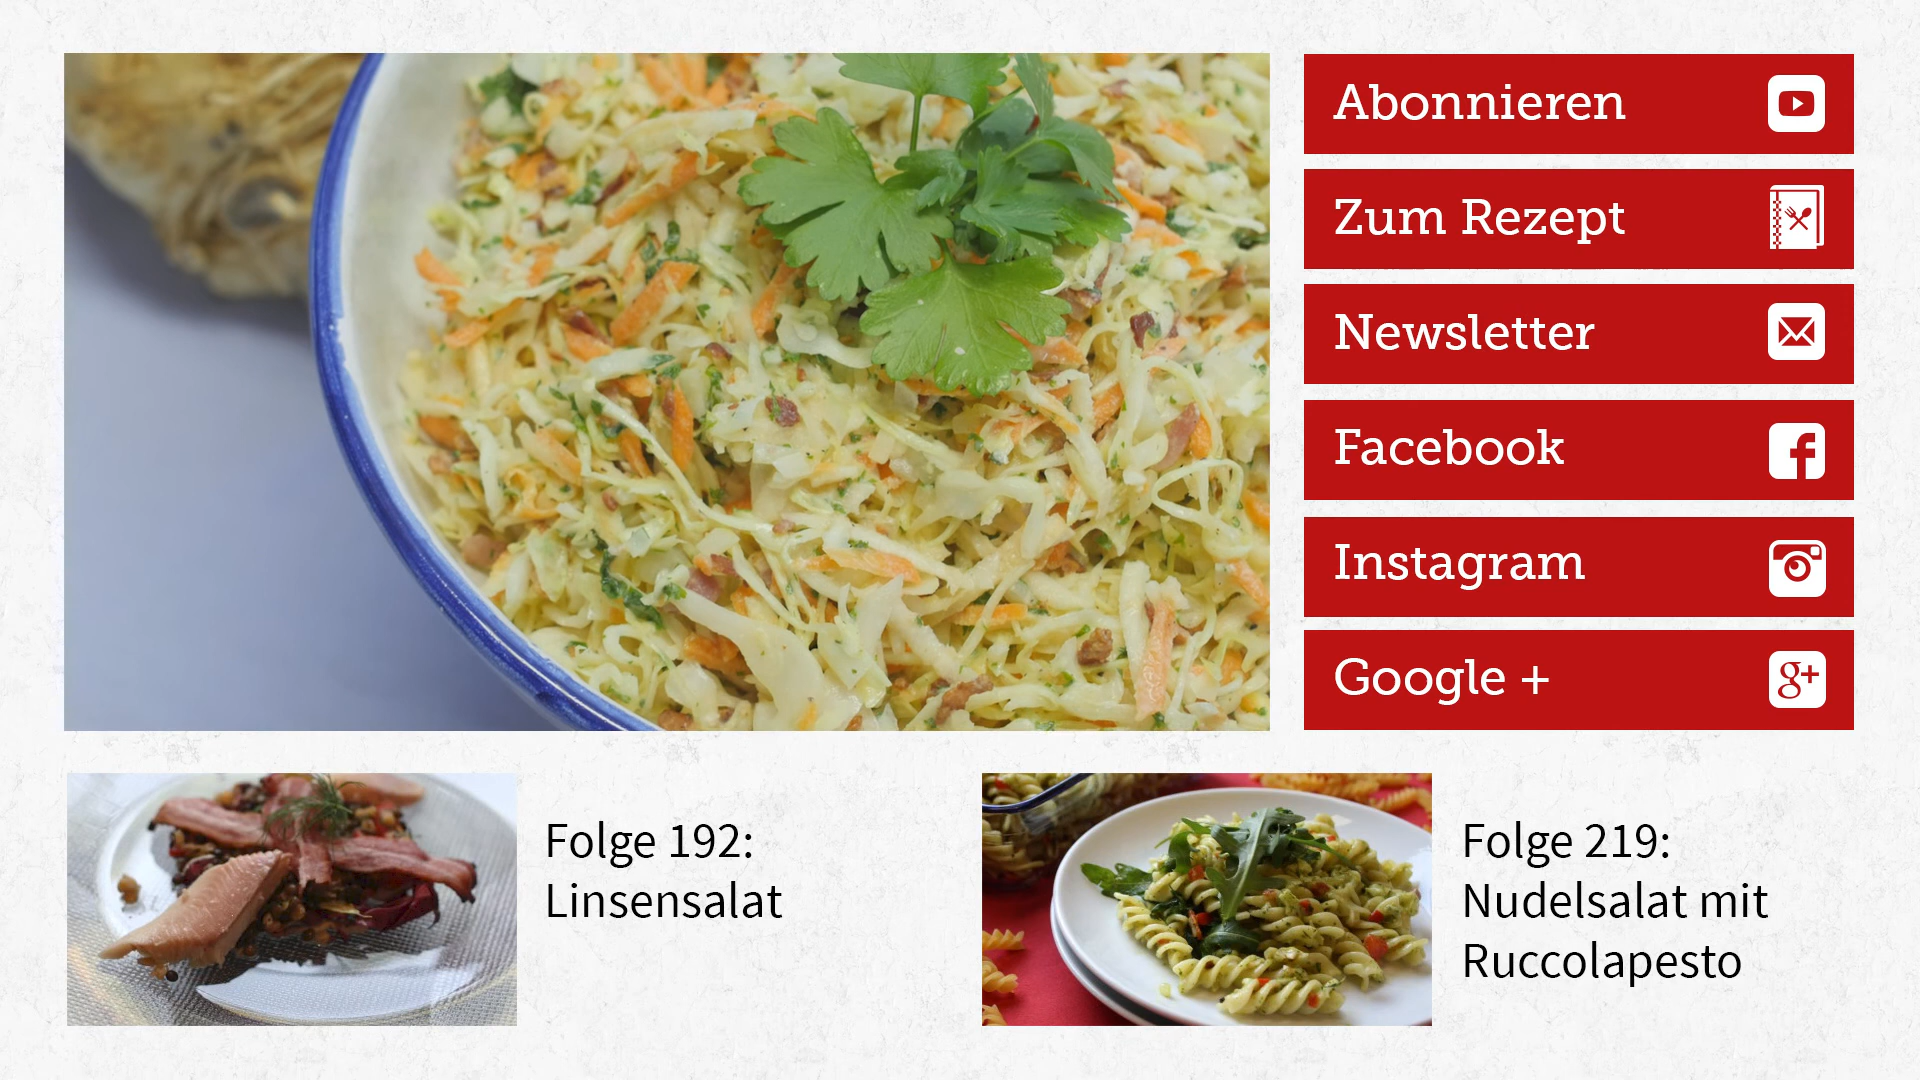 Abonnieren
Zum Rezept
Newsletter
Facebook
Instagram
Google +
g+
Folge 192:
Linsensalat
Folge 219:
Nudelsalat mit
Ruccolapesto